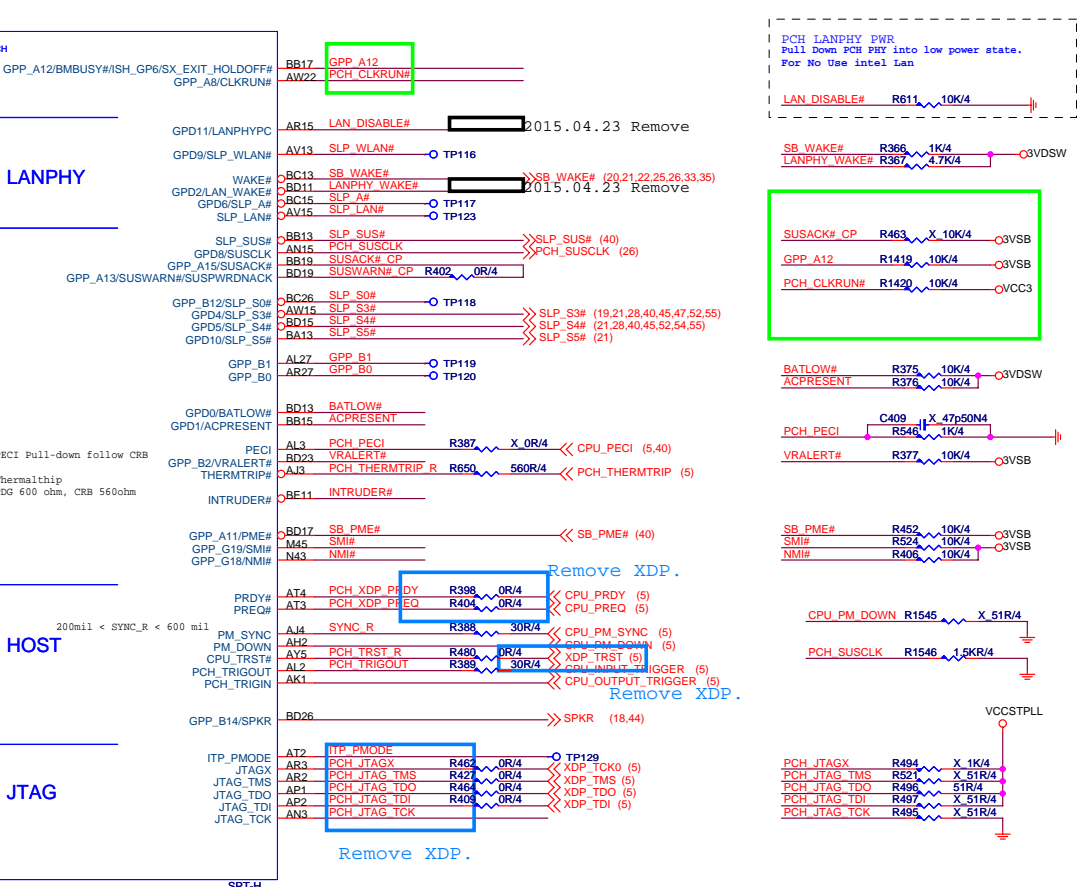 CH
GPP_A12/BMBUSY#/ISH_GP6/SX_EXIT_HOLDOFF# BB17 GPP_A12
GPP_A8/CLKRUN# AW22 PCH_CLKRUN#
GPD11/LANPHYPC AR15 LAN_DISABLE# 2015.04.23 Remove
GPD9/SLP_WLAN# AV13 SLP_WLAN# TP116
LANPHY
WAKE# BC13 SB_WAKE# SB_WAKE# (20,21,22,25,26,33,35)
GPD2/LAN_WAKE# BD11 LANPHY_WAKE# 2015.04.23 Remove
GPD6/SLP_A# BC15 SLP_A# TP117
SLP_LAN# AV15 SLP_LAN# TP123
SLP_SUS# BB13 SLP_SUS# SLP_SUS# (40)
GPD8/SUSCLK AN15 PCH_SUSCLK PCH_SUSCLK (26)
GPP_A15/SUSACK# BB19 SUSACK#_CP
GPP_A13/SUSWARN#/SUSPWRDNACK BD19 SUSWARN#_CP R402 0R/4
GPP_B12/SLP_S0# BC26 SLP_S0# TP118
GPD4/SLP_S3# AW15 SLP_S3# SLP_S3# (19,21,28,40,45,47,52,55)
GPD5/SLP_S4# BD15 SLP_S4# SLP_S4# (21,28,40,45,52,54,55)
GPD10/SLP_S5# BA13 SLP_S5# SLP_S5# (21)
GPP_B1 AL27 GPP_B1 TP119
GPP_B0 AR27 GPP_B0 TP120
GPD0/BATLOW# BD13 BATLOW#
GPD1/ACPRESENT BB15 ACPRESENT
PECI AL3 PCH_PECI R387 X_0R/4 CPU_PECI (5,40)
ECI Pull-down follow CRB
GPP_B2/VRALERT# BD23 VRALERT#
THERMTRIP# AJ3 PCH_THERMTRIP_R R650 560R/4 PCH_THERMTRIP (5)
hermalthip
DG 600 ohm, CRB 560ohm
INTRUDER# BE11 INTRUDER#
GPP_A11/PME# BD17 SB_PME# SB_PME# (40)
GPP_G19/SMI# M45 SMI#
GPP_G18/NMI# N43 NMI#
Remove XDP.
PRDY# AT4 PCH_XDP_PRDY R398 0R/4 CPU_PRDY (5)
PREQ# AT3 PCH_XDP_PREQ R404 0R/4 CPU_PREQ (5)
200mil < SYNC_R < 600 mil
HOST
PM_SYNC AJ4 SYNC_R R388 30R/4 CPU_PM_SYNC (5)
PM_DOWN AH2 CPU_PM_DOWN (5)
CPU_TRST# AY5 PCH_TRST_R R480 0R/4 XDP_TRST (5)
PCH_TRIGOUT AL2 PCH_TRIGOUT R389 30R/4 CPU_INPUT_TRIGGER (5)
PCH_TRIGIN AK1 CPU_OUTPUT_TRIGGER (5)
Remove XDP.
GPP_B14/SPKR BD26 SPKR (18,44)
ITP_PMODE AT2 ITP_PMODE TP129
JTAGX AR3 PCH_JTAGX R462 0R/4 XDP_TCK0 (5)
JTAG_TMS AR2 PCH_JTAG_TMS R427 0R/4 XDP_TMS (5)
JTAG
JTAG_TDO AP1 PCH_JTAG_TDO R464 0R/4 XDP_TDO (5)
JTAG_TDI AP2 PCH_JTAG_TDI R409 0R/4 XDP_TDI (5)
JTAG_TCK AN3 PCH_JTAG_TCK
Remove XDP.
SPT-H
PCH LANPHY PWR
Pull Down PCH PHY into low power state.
For No Use intel Lan
LAN_DISABLE# R611 10K/4
SB_WAKE# R366 1K/4 3VDSW
LANPHY_WAKE# R367 4.7K/4
SUSACK#_CP R463 X_10K/4 3VSB
GPP_A12 R1419 10K/4 3VSB
PCH_CLKRUN# R1420 10K/4 VCC3
BATLOW# R375 10K/4 3VDSW
ACPRESENT R376 10K/4
C409 X_47p50N4
PCH_PECI R546 1K/4
VRALERT# R377 10K/4 3VSB
SB_PME# R452 10K/4 3VSB
SMI# R524 10K/4 3VSB
NMI# R406 10K/4
CPU_PM_DOWN R1545 X_51R/4
PCH_SUSCLK R1546 1.5KR/4
VCCSTPLL
PCH_JTAGX R494 X_1K/4
PCH_JTAG_TMS R521 X_51R/4
PCH_JTAG_TDO R496 51R/4
PCH_JTAG_TDI R497 X_51R/4
PCH_JTAG_TCK R495 X_51R/4